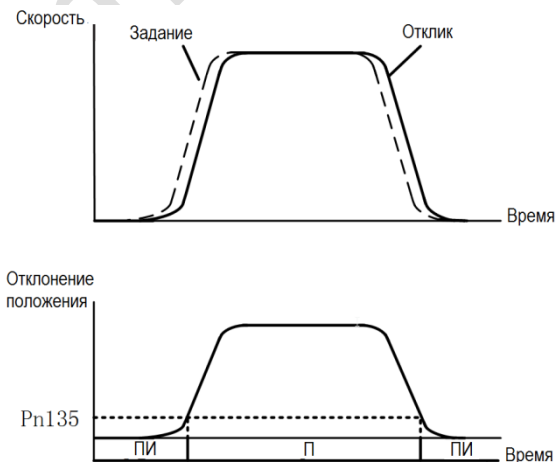 Скорость
Задание
Отклик
Время
Отклонение
положения
Pn135
ПИ П ПИ
Время